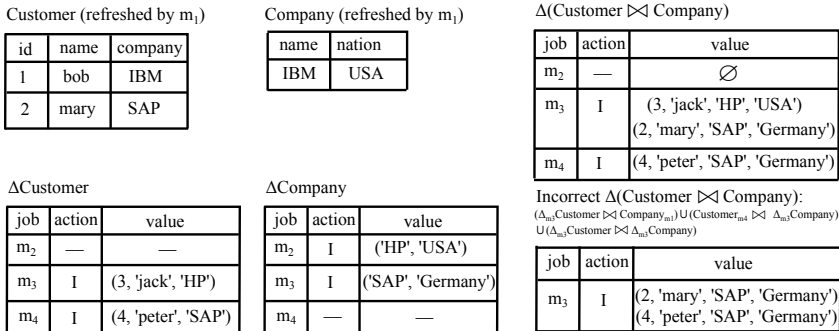 Customer (refreshed by m1)
id name company
1 bob IBM
2 mary SAP
Company (refreshed by m1)
name nation
IBM USA
Δ(Customer ⋈ Company)
job action value
m2 — ∅
m3 I (3, 'jack', 'HP', 'USA')
(2, 'mary', 'SAP', 'Germany')
m4 I (4, 'peter', 'SAP', 'Germany')
ΔCustomer
job action value
m2 — —
m3 I (3, 'jack', 'HP')
m4 I (4, 'peter', 'SAP')
ΔCompany
job action value
m2 I ('HP', 'USA')
m3 I ('SAP', 'Germany')
m4 — —
Incorrect Δ(Customer ⋈ Company):
(Δm3Customer ⋈ Companym1)∪(Customerm4 ⋈ Δm3Company)
∪(Δm3Customer ⋈ Δm3Company)
job action value
m3 I (2, 'mary', 'SAP', 'Germany')
(4, 'peter', 'SAP', 'Germany')